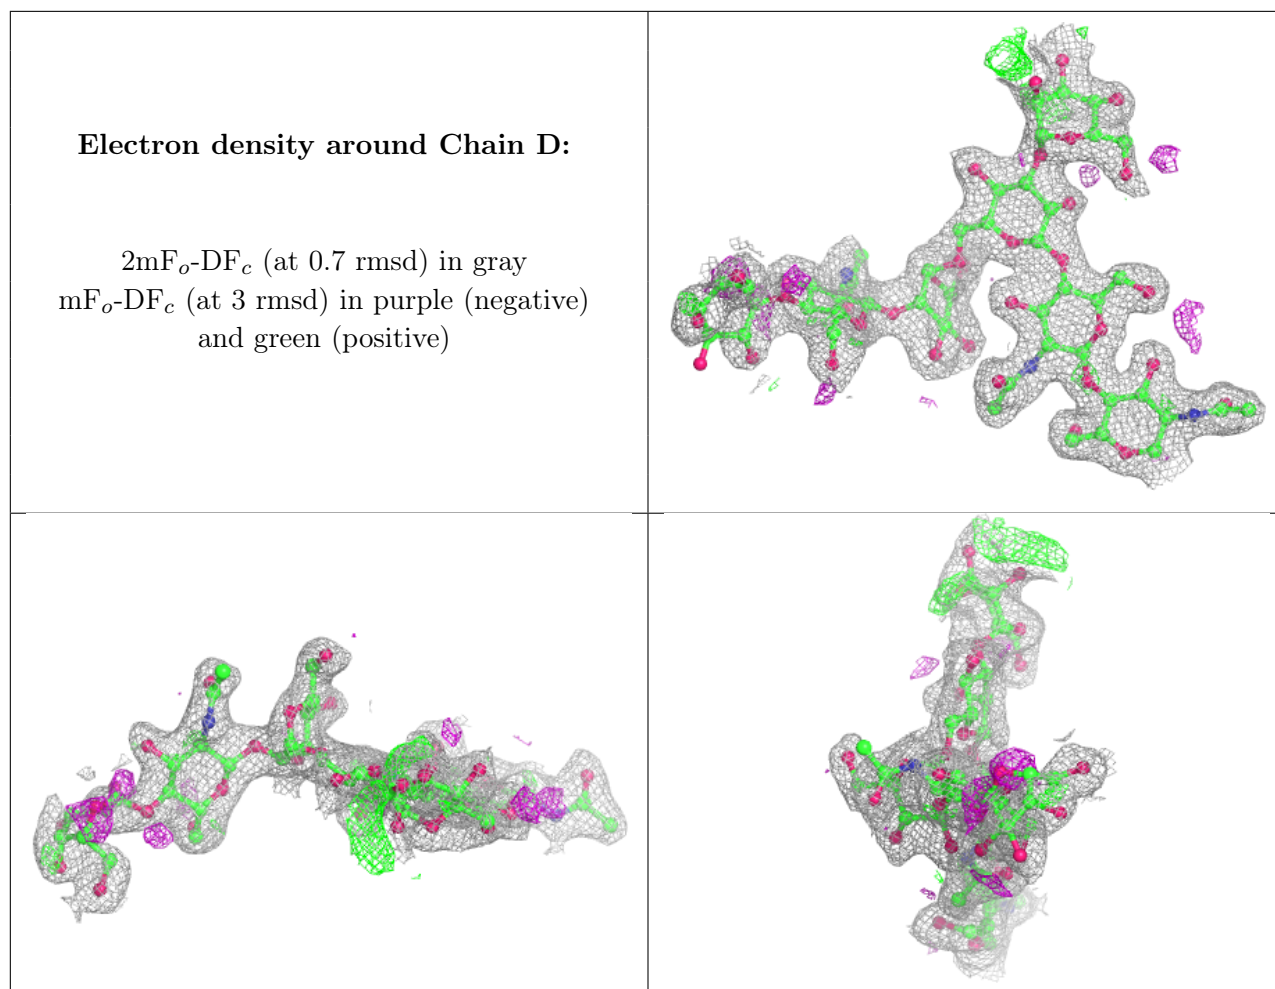 Electron density around Chain D:
2mFo-DFc (at 0.7 rmsd) in gray
mFo-DFc (at 3 rmsd) in purple (negative)
and green (positive)